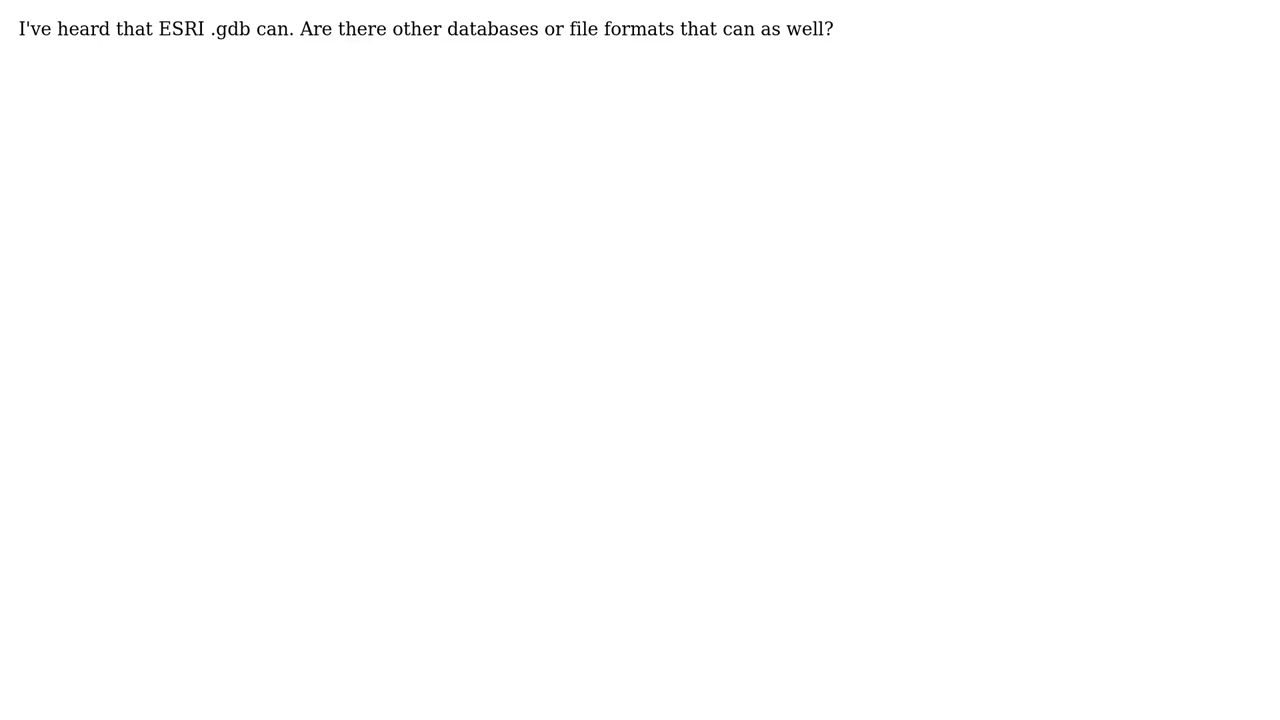 I've heard that ESRI .gdb can. Are there other databases or file formats that can as well?